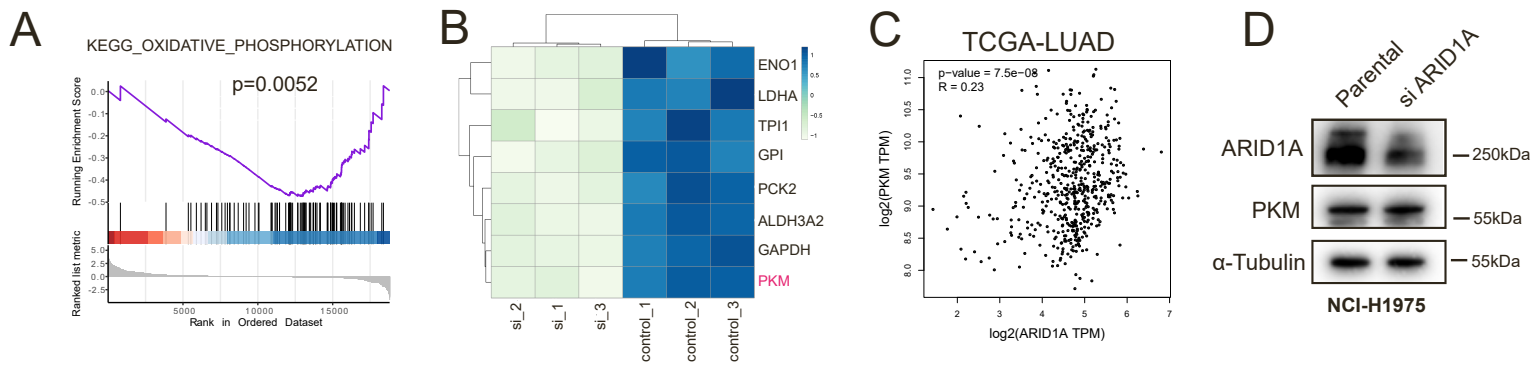 A
KEGG_OXIDATIVE_PHOSPHORYLATION
p=0.0052
Running Enrichment Score
0.0
-0.1
-0.2
-0.3
-0.4
-0.5
Ranked list metric
5.0
2.5
0.0
-2.5
5000
10000
15000
Rank in Ordered Dataset
B
1
0.5
0
-0.5
-1
ENO1
LDHA
TPI1
GPI
PCK2
ALDH3A2
GAPDH
PKM
si_2
si_1
si_3
control_1
control_2
control_3
C
TCGA-LUAD
p-value = 7.5e-08
R = 0.23
log2(PKM TPM)
11.0
10.5
10.0
9.5
9.0
8.5
8.0
2
3
4
5
6
7
log2(ARID1A TPM)
D
Parental
si ARID1A
ARID1A
250kDa
PKM
55kDa
α-Tubulin
55kDa
NCI-H1975